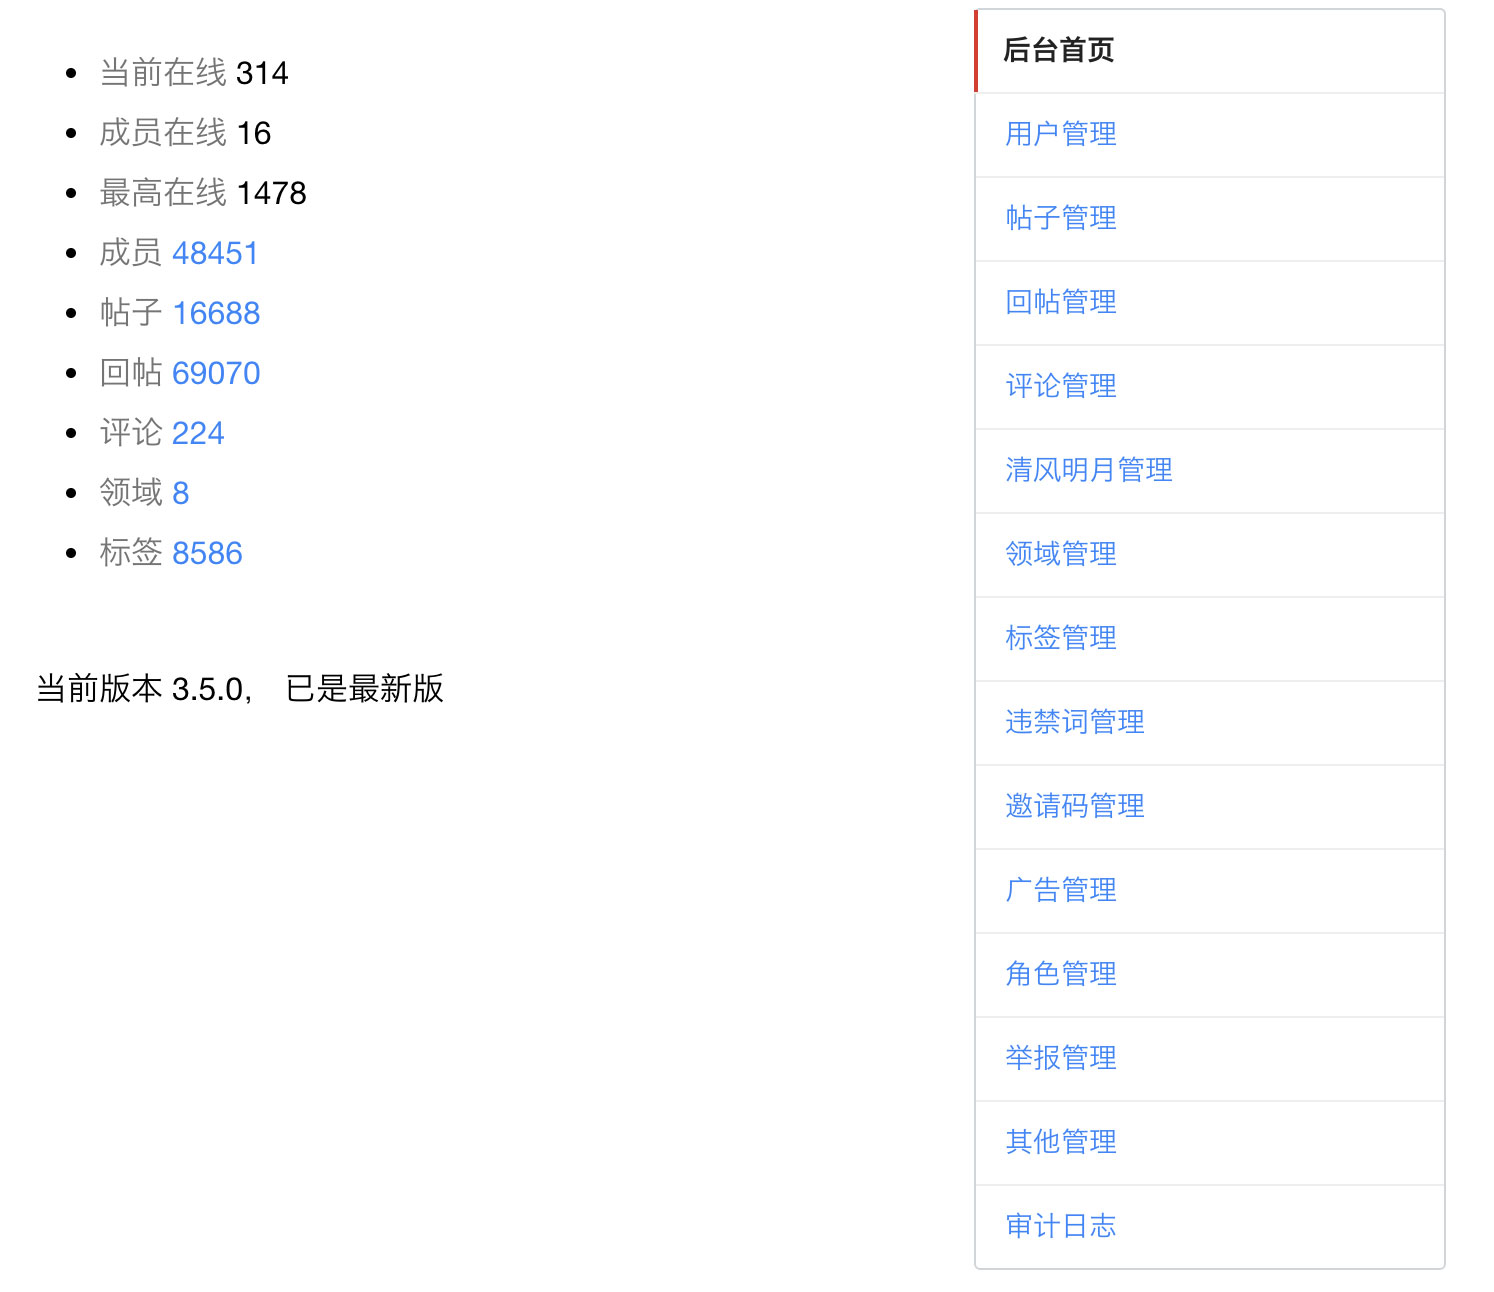 当前在线 314
成员在线 16
最高在线 1478
成员 48451
帖子 16688
回帖 69070
评论 224
领域 8
标签 8586
当前版本 3.5.0, 已是最新版
后台首页
用户管理
帖子管理
回帖管理
评论管理
清风明月管理
领域管理
标签管理
违禁词管理
邀请码管理
广告管理
角色管理
举报管理
其他管理
审计日志